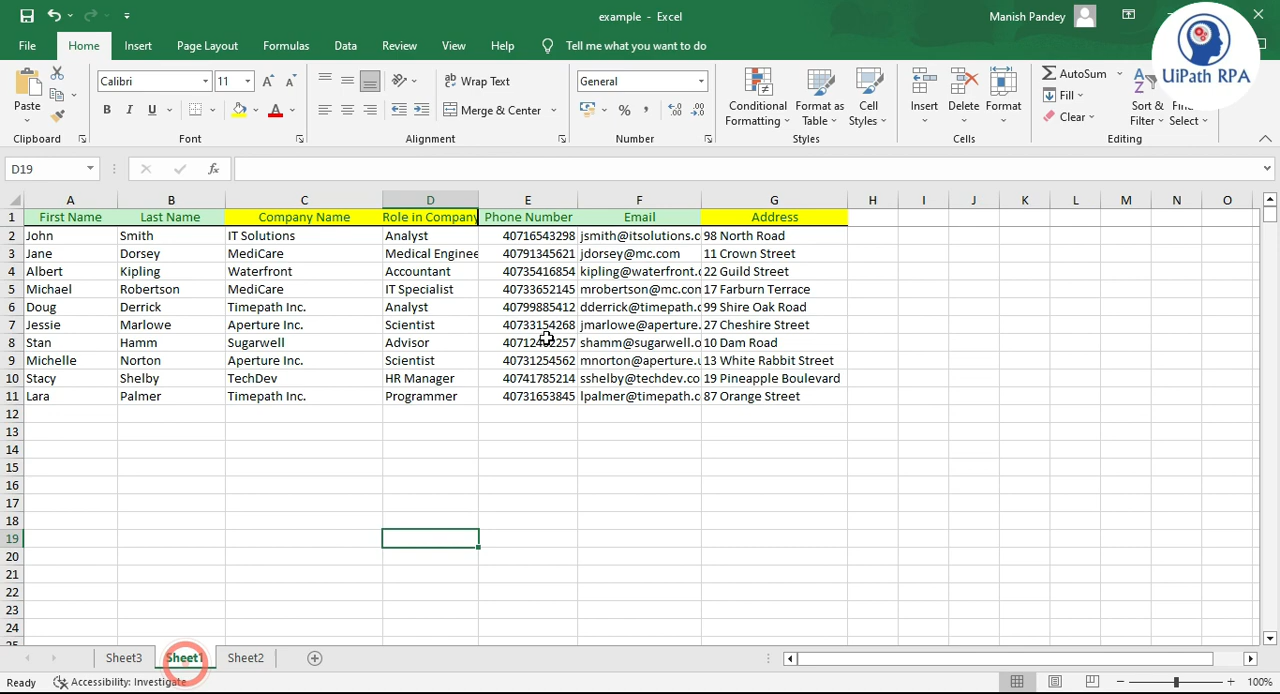 example - Excel
Manish Pandey
UiPath RPA
File Home Insert Page Layout Formulas Data Review View Help Tell me what you want to do
Paste
Calibri 11
B I U
Wrap Text
Merge & Center
General
Conditional Formatting
Format as Table
Cell Styles
Insert Delete Format
AutoSum
Fill
Clear
Sort & Filter
Select
Clipboard Font Alignment Number Styles Cells Editing
D19 fx
A B C D E F G H I J K L M N O
1 First Name Last Name Company Name Role in Company Phone Number Email Address
2 John Smith IT Solutions Analyst 40716543298 jsmith@itsolutions.c 98 North Road
3 Jane Dorsey MediCare Medical Enginee 40791345621 jdorsey@mc.com 11 Crown Street
4 Albert Kipling Waterfront Accountant 40735416854 kipling@waterfront. 22 Guild Street
5 Michael Robertson MediCare IT Specialist 40733652145 mrobertson@mc.con 17 Farburn Terrace
6 Doug Derrick Timepath Inc. Analyst 40799885412 dderrick@timepath. 99 Shire Oak Road
7 Jessie Marlowe Aperture Inc. Scientist 40733154268 jmarlowe@aperture. 27 Cheshire Street
8 Stan Hamm Sugarwell Advisor shamm@sugarwell.o 10 Dam Road
9 Michelle Norton Aperture Inc. Scientist 40731254562 mnorton@aperture.u 13 White Rabbit Street
10 Stacy Shelby TechDev HR Manager 40741785214 sshelby@techdev.co 19 Pineapple Boulevard
11 Lara Palmer Timepath Inc. Programmer 40731653845 lpalmer@timepath.c 87 Orange Street
12
13
14
15
16
17
18
19
20
21
22
23
24
25
Sheet3 Sheet1 Sheet2
Ready Accessibility: Investigate 100%